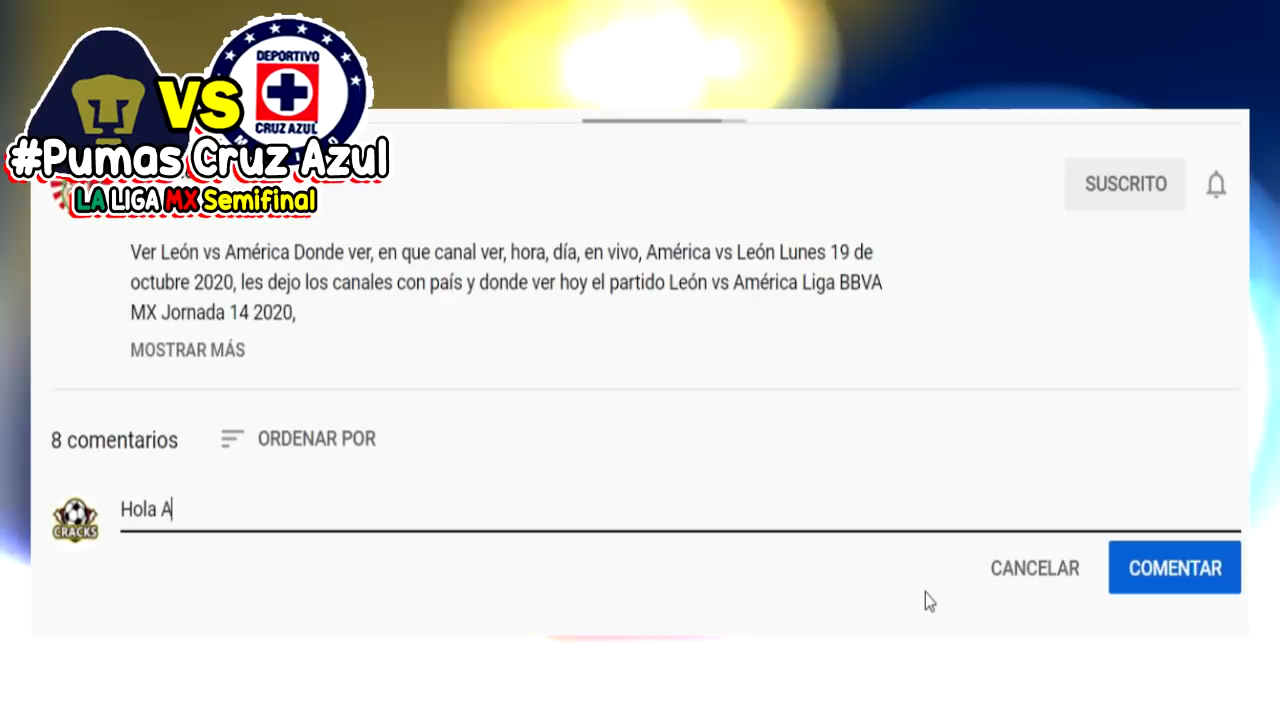 DEPORTIVO
CRUZ AZUL
VS
#Pumas Cruz Azul
LA LIGA MX Semifinal
SUSCRITO
Ver León vs América Donde ver, en que canal ver, hora, día, en vivo, América vs León Lunes 19 de
octubre 2020, les dejo los canales con país y donde ver hoy el partido León vs América Liga BBVA
MX Jornada 14 2020,
MOSTRAR MÁS
8 comentarios
ORDENAR POR
CRACKS
Hola A
CANCELAR
COMENTAR